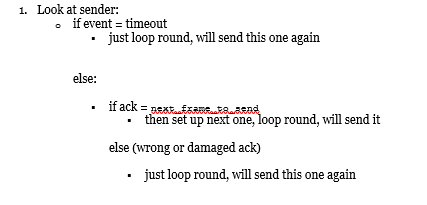 1. Look at sender:
o if event = timeout
▪ just loop round, will send this one again
else:
▪ if ack = next_frame_to_send
▪ then set up next one, loop round, will send it
else (wrong or damaged ack)
▪ just loop round, will send this one again